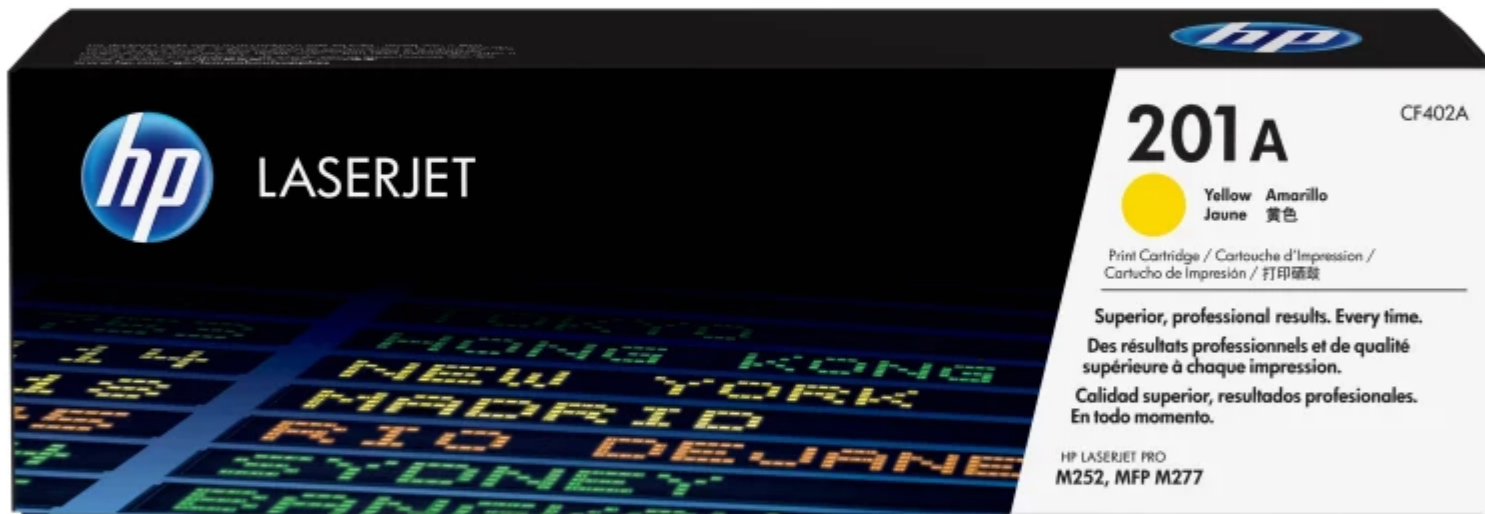 hp
hp
LASERJET
201A
CF402A
Yellow Amarillo
Jaune 黄色
Print Cartridge / Cartouche d'Impression /
Cartucho de Impresión / 打印硒鼓
Superior, professional results. Every time.
Des résultats professionnels et de qualité
supérieure à chaque impression.
Calidad superior, resultados profesionales.
En todo momento.
HP LASERJET PRO
M252, MFP M277
TOKYO
HONG KONG
14 NEW YORK
MADRID
RIO DEJANE
SYDNEY